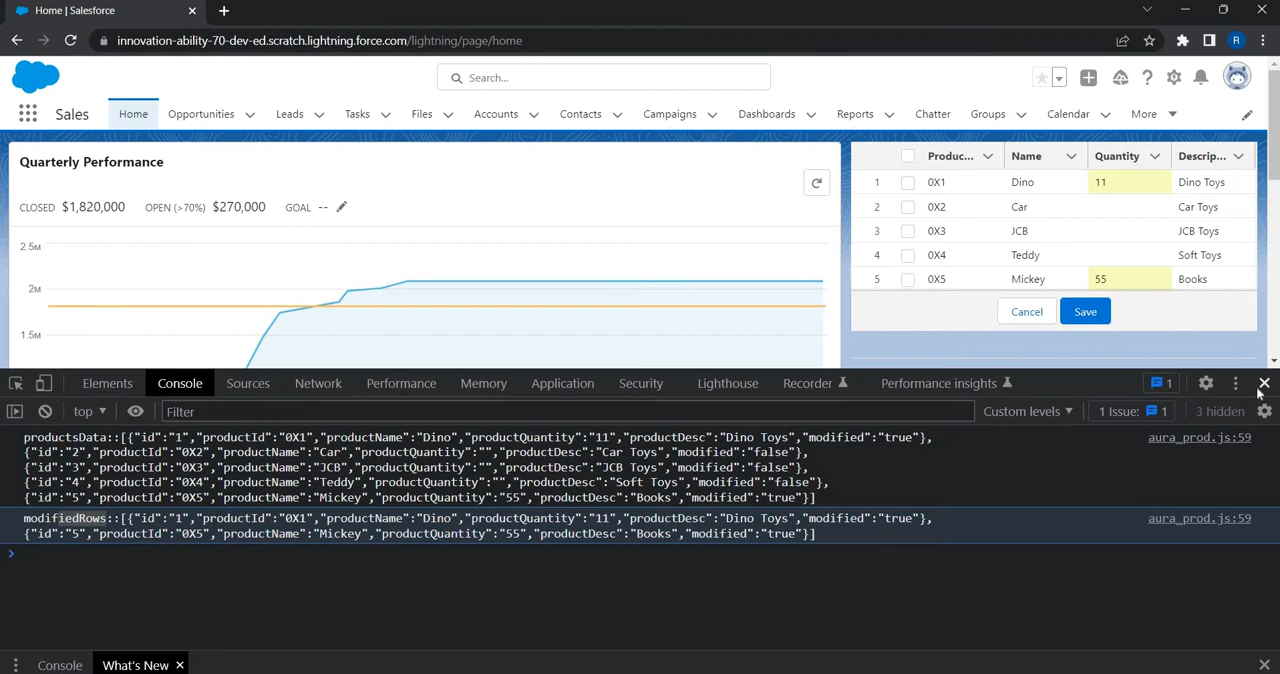 Home | Salesforce
innovation-ability-70-dev-ed.scratch.lightning.force.com/lightning/page/home
R
Search...
Sales Home Opportunities Leads Tasks Files Accounts Contacts Campaigns Dashboards Reports Chatter Groups Calendar More
Quarterly Performance
CLOSED $1,820,000 OPEN (>70%) $270,000 GOAL --
2.5M
2M
1.5M
Produc... Name Quantity Descrip...
1 0X1 Dino 11 Dino Toys
2 0X2 Car Car Toys
3 0X3 JCB JCB Toys
4 0X4 Teddy Soft Toys
5 0X5 Mickey 55 Books
Cancel Save
Elements Console Sources Network Performance Memory Application Security Lighthouse Recorder Performance insights 1
top Filter Custom levels 1 Issue: 1 3 hidden
productsData::[{"id":"1","productId":"0X1","productName":"Dino","productQuantity":"11","productDesc":"Dino Toys","modified":"true"}, aura_prod.js:59
{"id":"2","productId":"0X2","productName":"Car","productQuantity":"","productDesc":"Car Toys","modified":"false"},
{"id":"3","productId":"0X3","productName":"JCB","productQuantity":"","productDesc":"JCB Toys","modified":"false"},
{"id":"4","productId":"0X4","productName":"Teddy","productQuantity":"","productDesc":"Soft Toys","modified":"false"},
{"id":"5","productId":"0X5","productName":"Mickey","productQuantity":"55","productDesc":"Books","modified":"true"}]
modifiedRows::[{"id":"1","productId":"0X1","productName":"Dino","productQuantity":"11","productDesc":"Dino Toys","modified":"true"}, aura_prod.js:59
{"id":"5","productId":"0X5","productName":"Mickey","productQuantity":"55","productDesc":"Books","modified":"true"}]
Console What's New